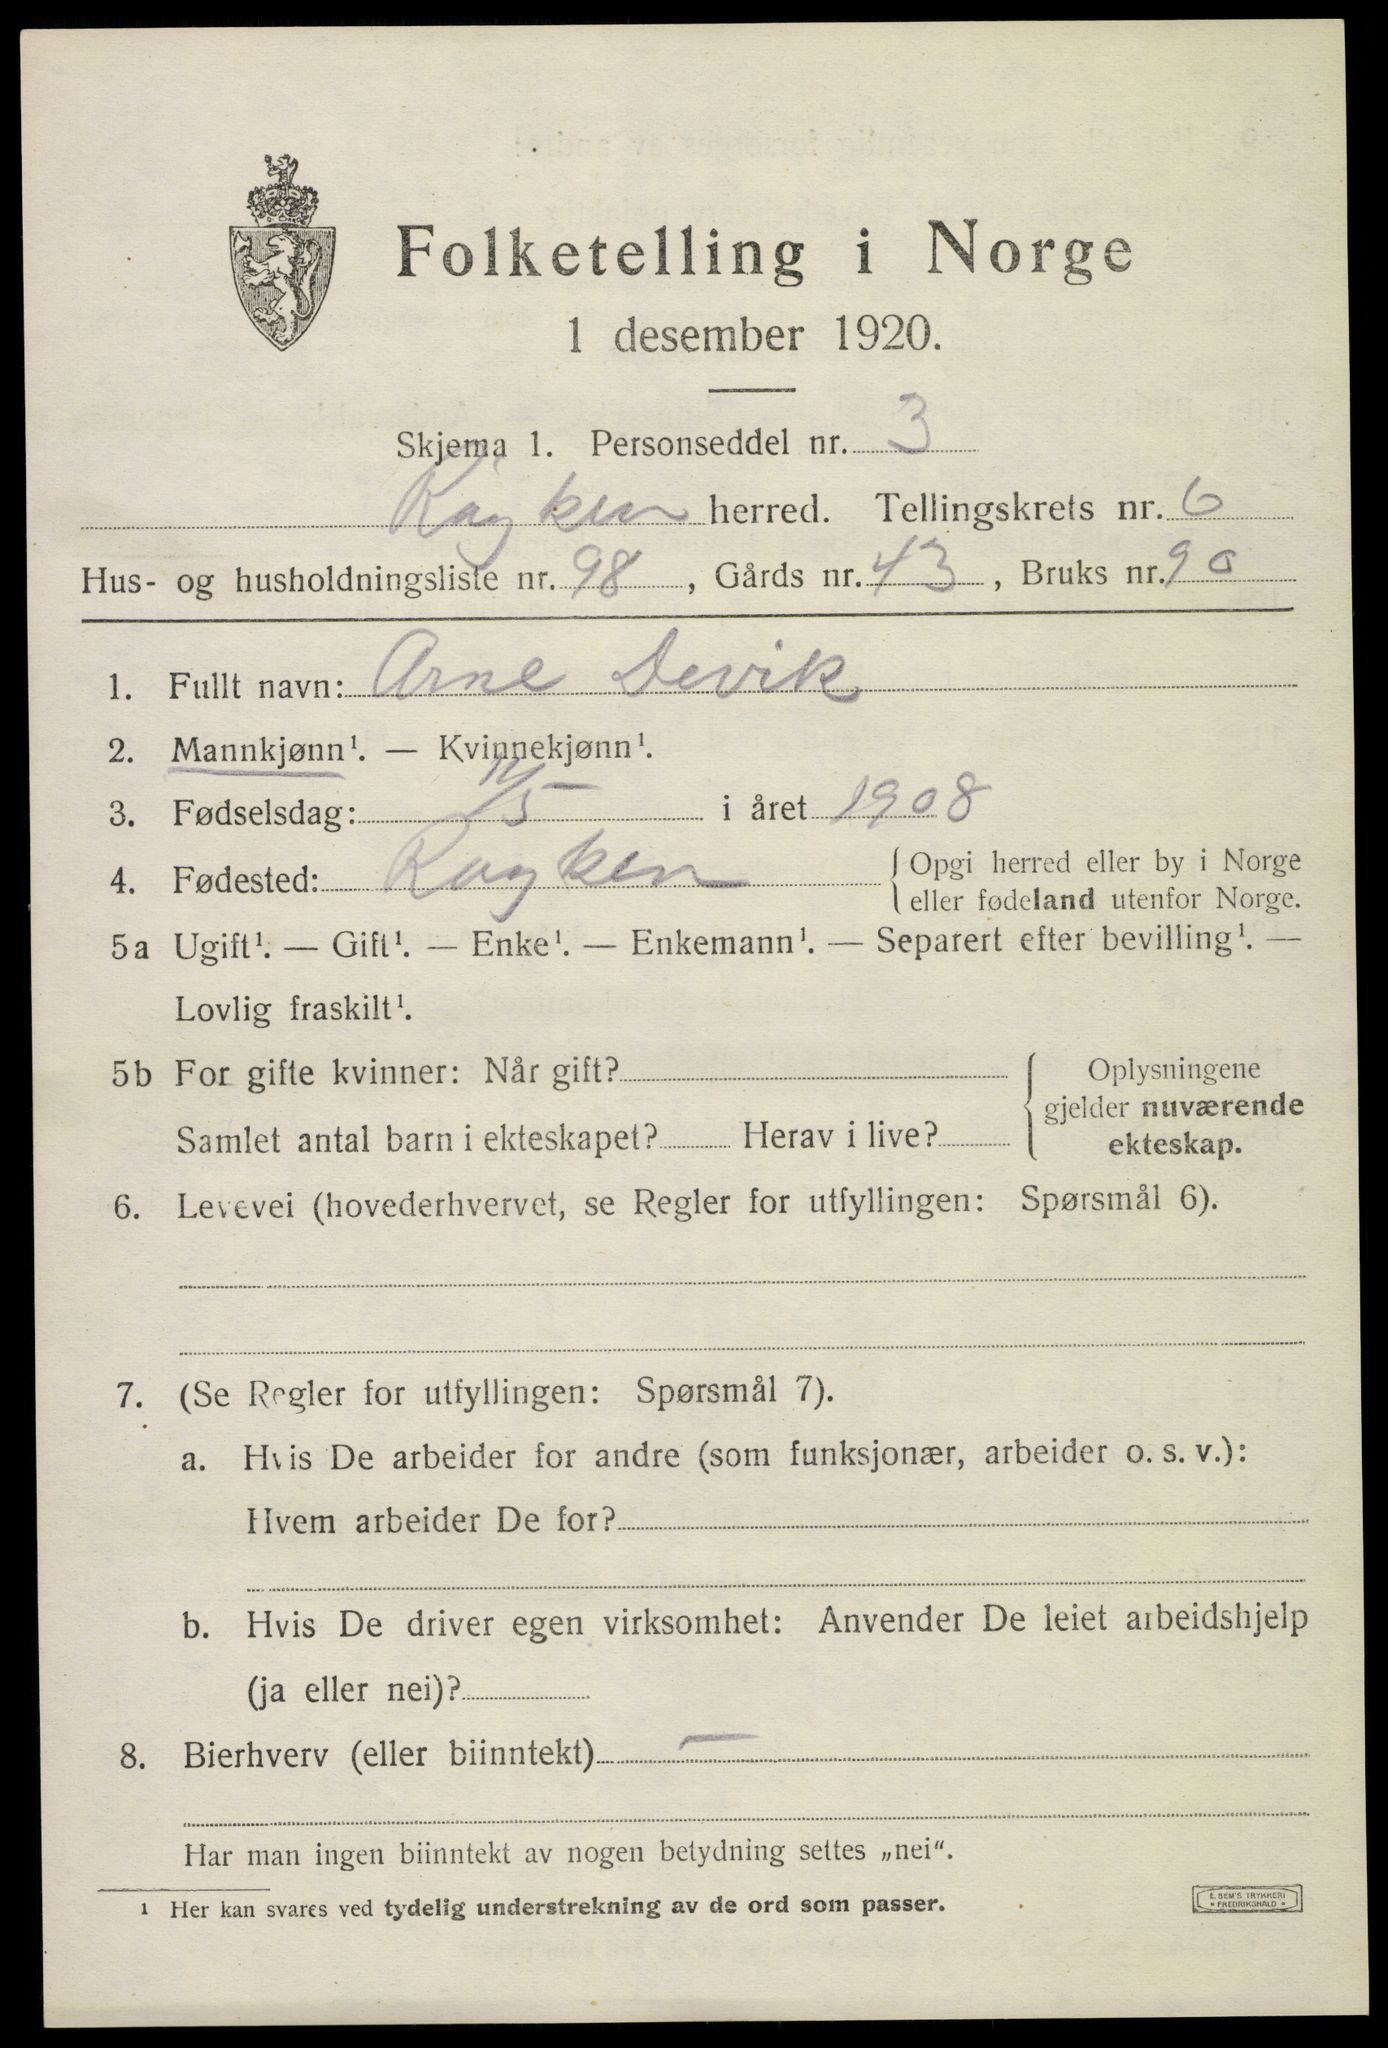 Folketelling i Norge
1 desember 1920.
Skjema 1. Personseddel nr. 3
Røyken herred. Tellingskrets nr. 6
Hus- og husholdningsliste nr. 98, Gårds nr. 43, Bruks nr. 90
1. Fullt navn: Arne Devik
2. Mannkjønn¹. — Kvinnekjønn¹.
3. Fødselsdag: 11/5 i året 1908
4. Fødested: Røyken { Opgi herred eller by i Norge
eller fødeland utenfor Norge.
5a Ugift¹. — Gift¹. — Enke¹. — Enkemann¹. — Separert efter bevilling¹. —
Lovlig fraskilt¹.
5b For gifte kvinner: Når gift?
Samlet antal barn i ekteskapet? Herav i live?
{ Oplysningene
gjelder nuværende
ekteskap.
6. Levevei (hovederhvervet, se Regler for utfyllingen: Spørsmål 6).
7. (Se Regler for utfyllingen: Spørsmål 7).
a. Hvis De arbeider for andre (som funksjonær, arbeider o. s. v.):
Hvem arbeider De for?
b. Hvis De driver egen virksomhet: Anvender De leiet arbeidshjelp
(ja eller nei)?
8. Bierhverv (eller biinntekt) —
Har man ingen biinntekt av nogen betydning settes „nei“.
¹ Her kan svares ved tydelig understrekning av de ord som passer.
E. SEM'S TRYKKERI
* FREDRIKSHALD *